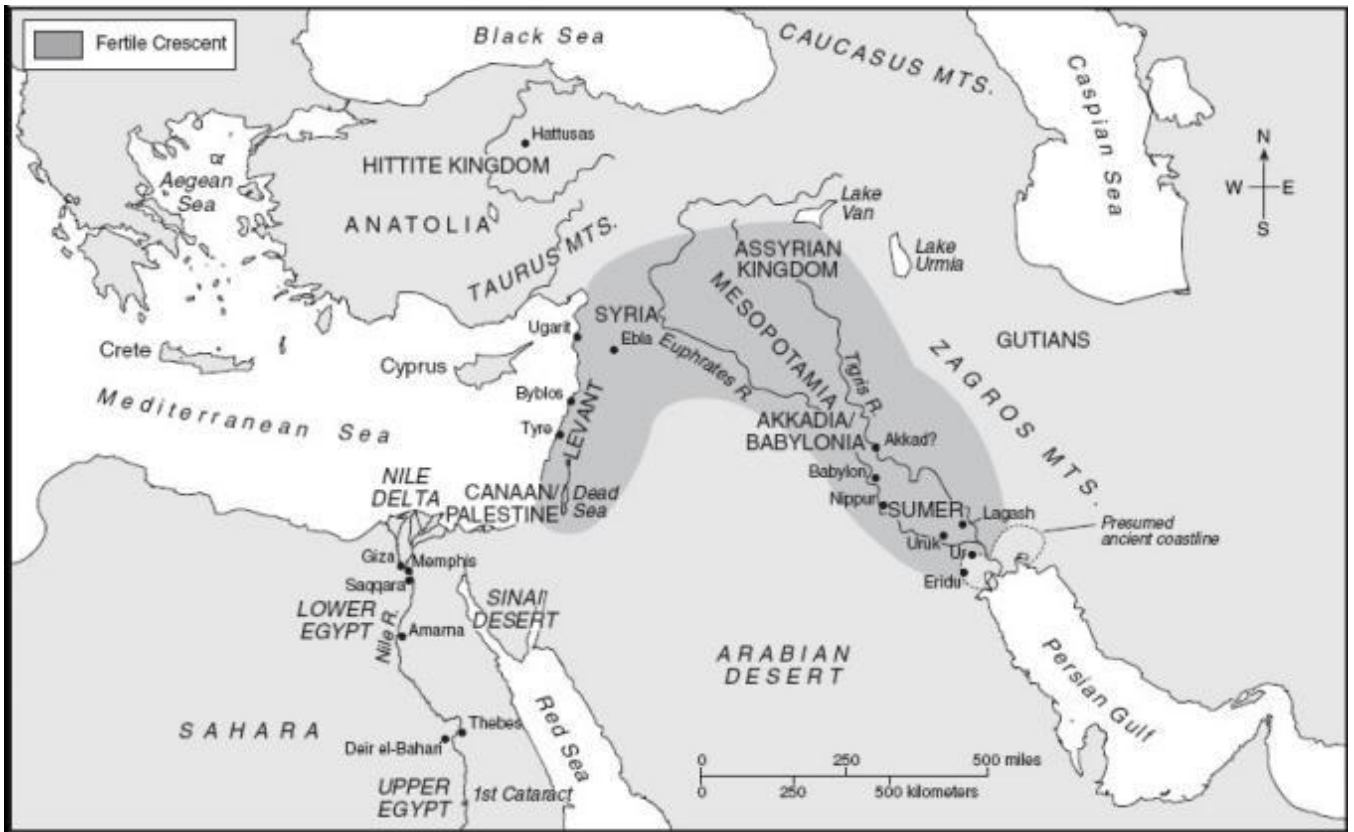 Fertile Crescent
Black Sea
CAUCASUS MTS.
Caspian Sea
Hattusas
HITTITE KINGDOM
Aegean
Sea
ANATOLIA
TAURUS MTS.
Lake
Van
Lake
Urmia
N
W
E
S
ASSYRIAN
KINGDOM
MESOPOTAMIA
SYRIA
Ugarit
Ebla
Euphrates R.
Tigris R.
GUTIANS
ZAGROS MTS.
Crete
Cyprus
Mediterranean Sea
Byblos
Tyre
LEVANT
AKKADIA/
BABYLONIA
Akkad?
Babylon
Nippur
SUMER
Lagash
Uruk
Ur
Eridu
Presumed
ancient coastline
NILE
DELTA
CANAAN/
PALESTINE
Dead
Sea
Giza
Memphis
Saqqara
LOWER
EGYPT
Nile R.
Amarna
SINAI
DESERT
ARABIAN
DESERT
Persian Gulf
Red Sea
SAHARA
Thebes
Deir el-Bahari
UPPER
EGYPT
1st Cataract
0
250
500 miles
0
250
500 kilometers